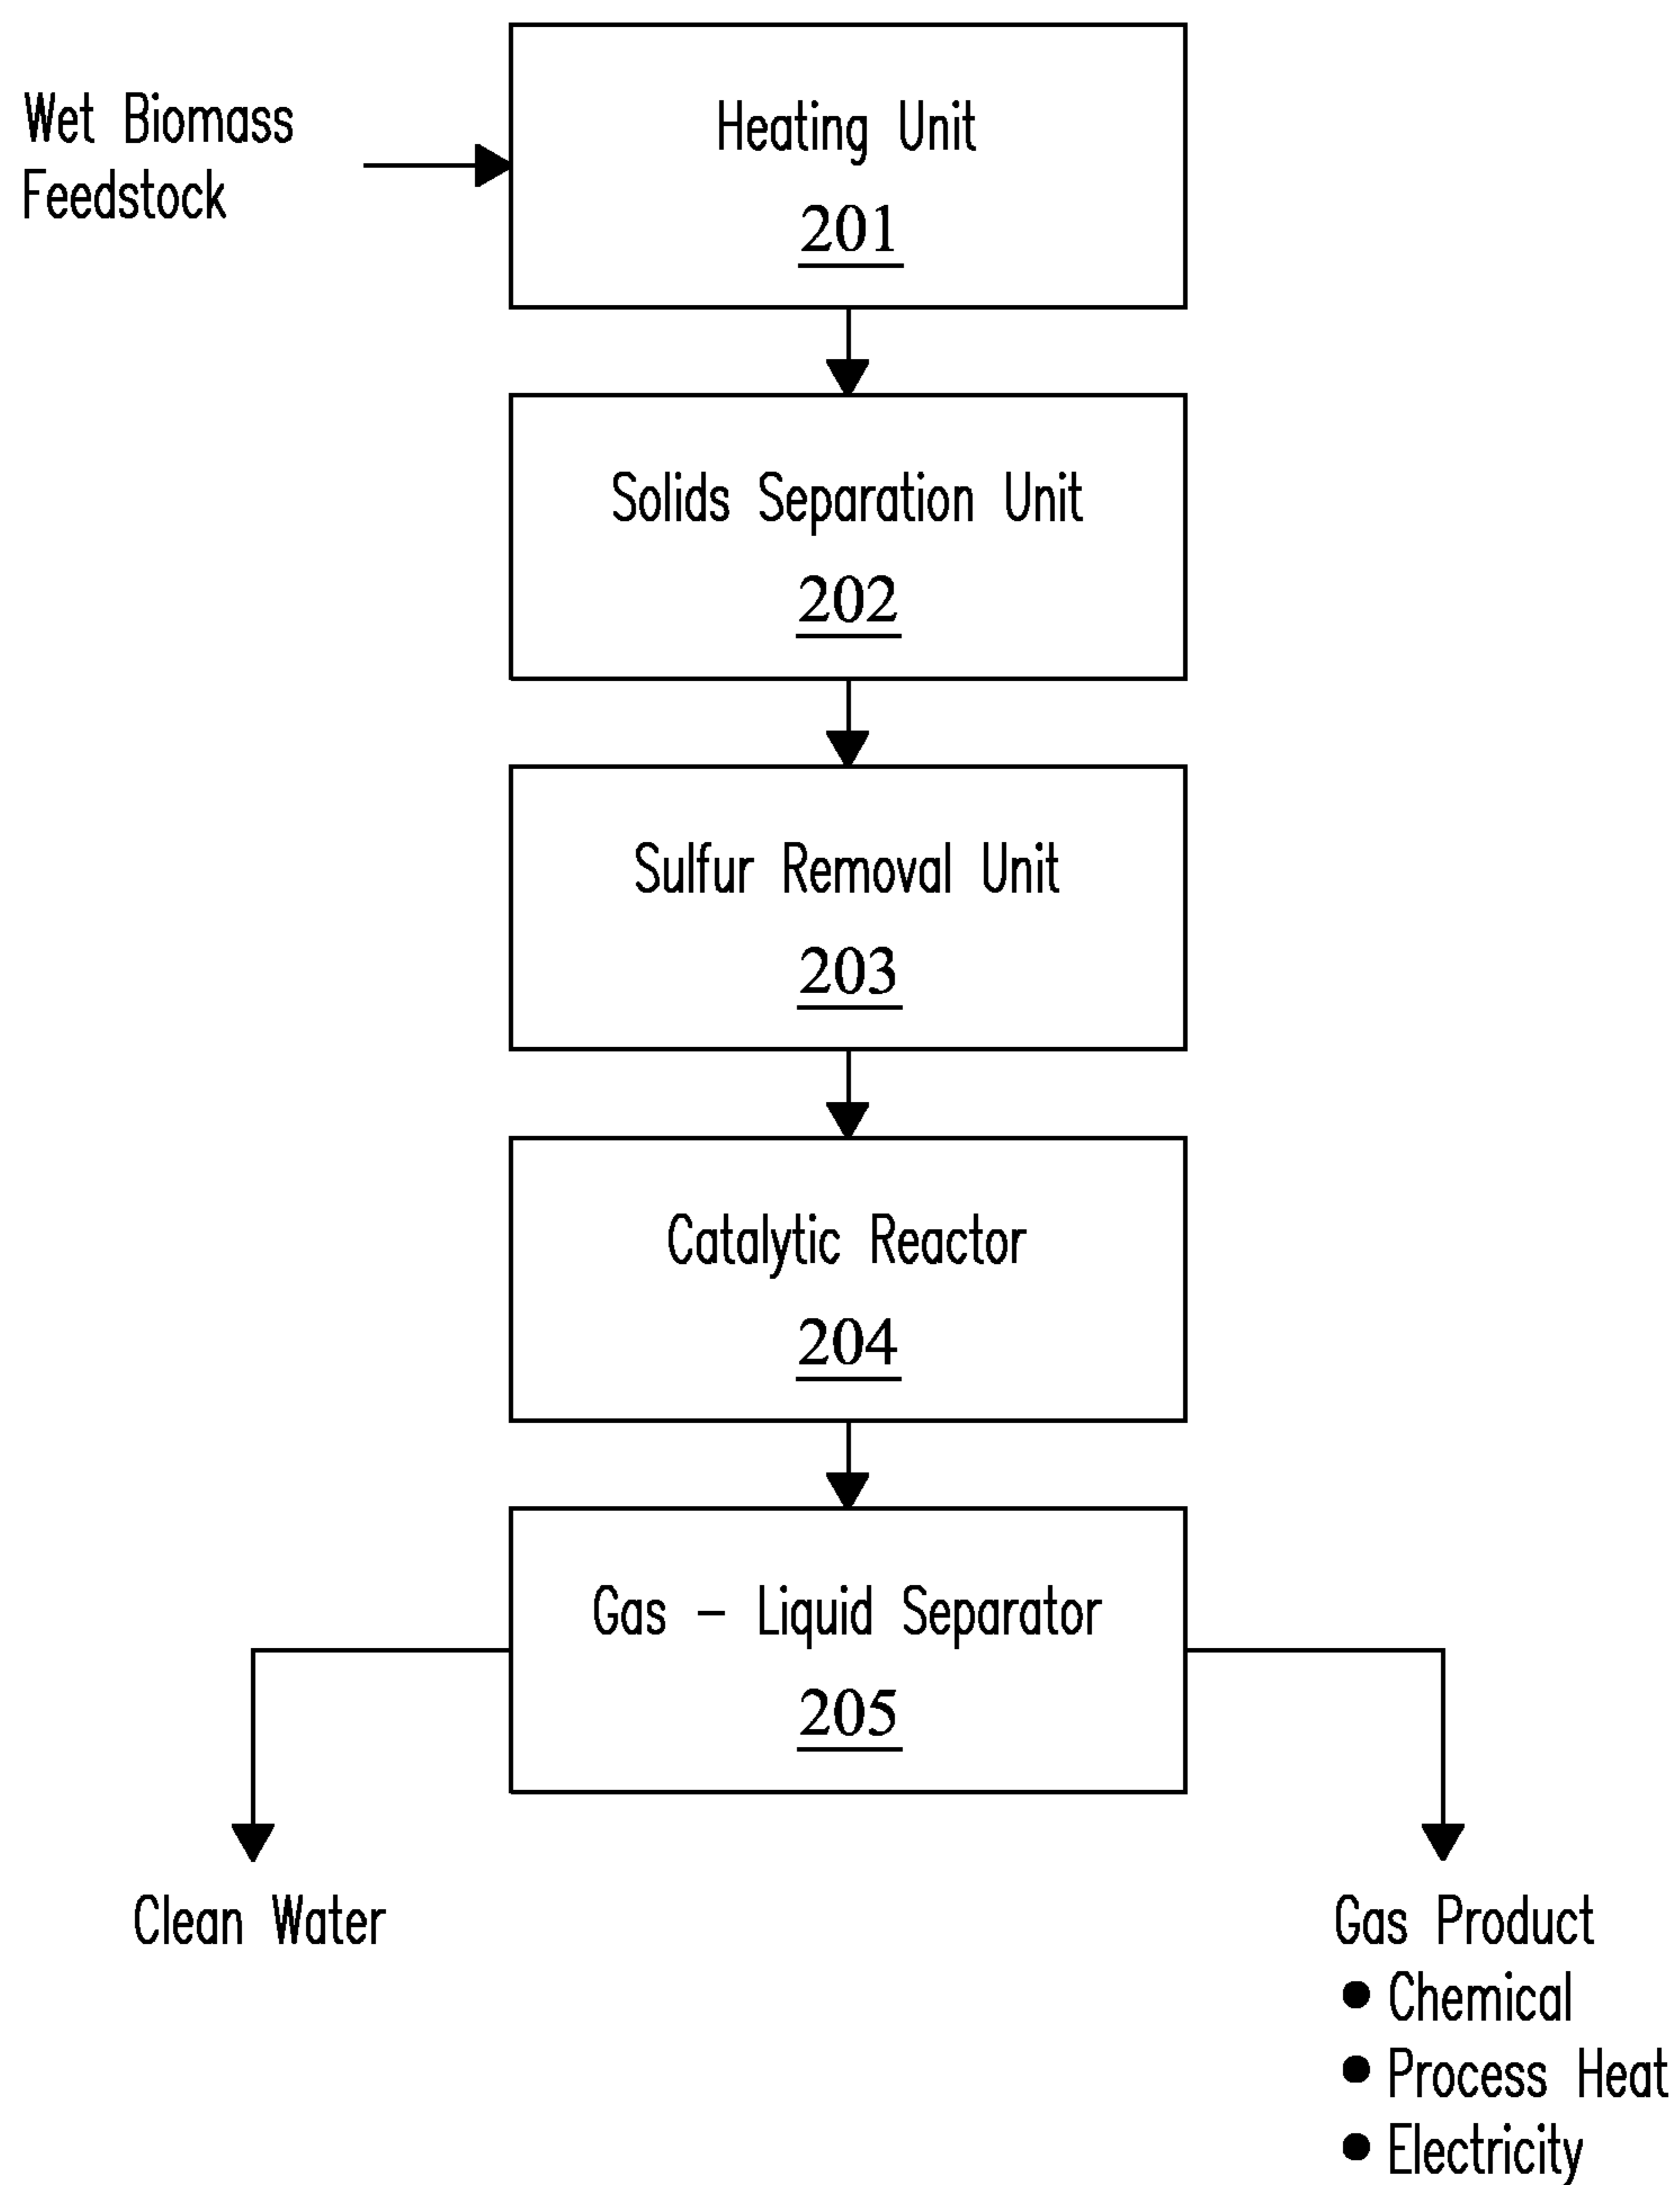 Wet Biomass
Feedstock
Heating Unit
201
Solids Separation Unit
202
Sulfur Removal Unit
203
Catalytic Reactor
204
Gas – Liquid Separator
205
Clean Water
Gas Product
● Chemical
● Process Heat
● Electricity